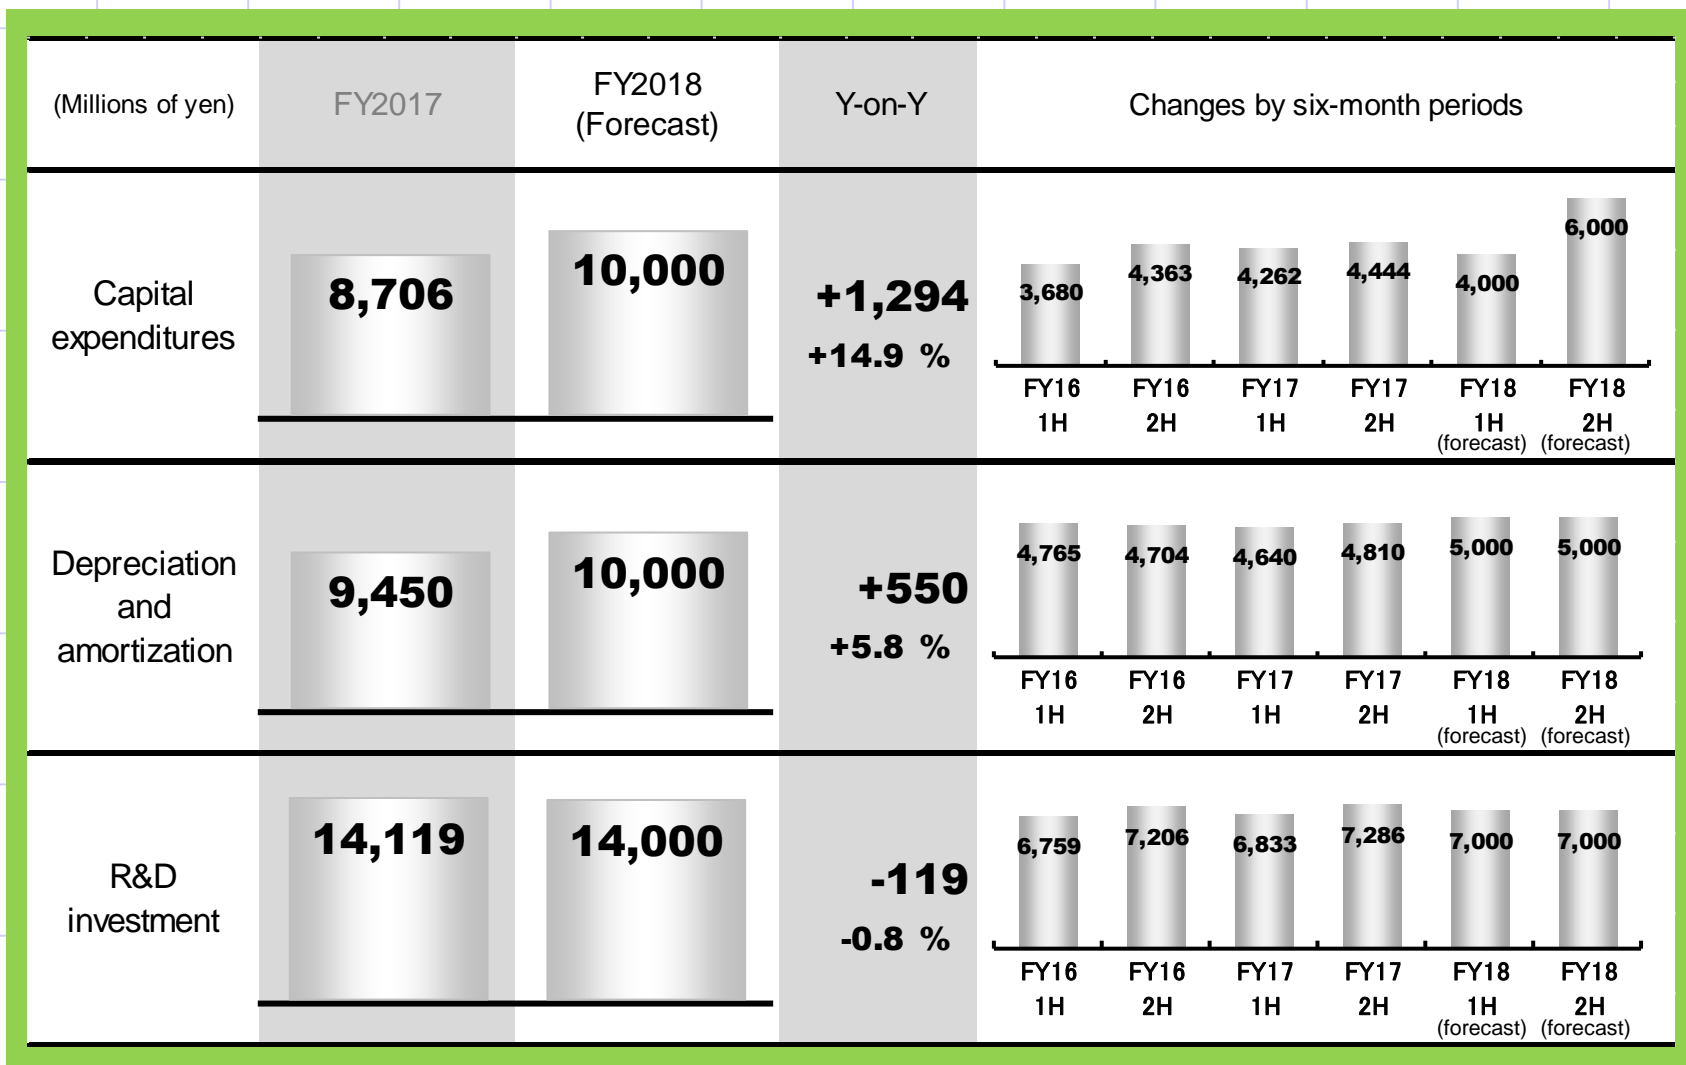 (Millions of yen)
FY2017
FY2018
(Forecast)
Y-on-Y
Changes by six-month periods
Capital
expenditures
8,706
10,000
+1,294
+14.9 %
3,680
4,363
4,262
4,444
4,000
6,000
FY16 FY16 FY17 FY17 FY18 FY18
1H 2H 1H 2H 1H 2H
(forecast) (forecast)
Depreciation
and
amortization
9,450
10,000
+550
+5.8 %
4,765
4,704
4,640
4,810
5,000
5,000
FY16 FY16 FY17 FY17 FY18 FY18
1H 2H 1H 2H 1H 2H
(forecast) (forecast)
R&D
investment
14,119
14,000
-119
-0.8 %
6,759
7,206
6,833
7,286
7,000
7,000
FY16 FY16 FY17 FY17 FY18 FY18
1H 2H 1H 2H 1H 2H
(forecast) (forecast)